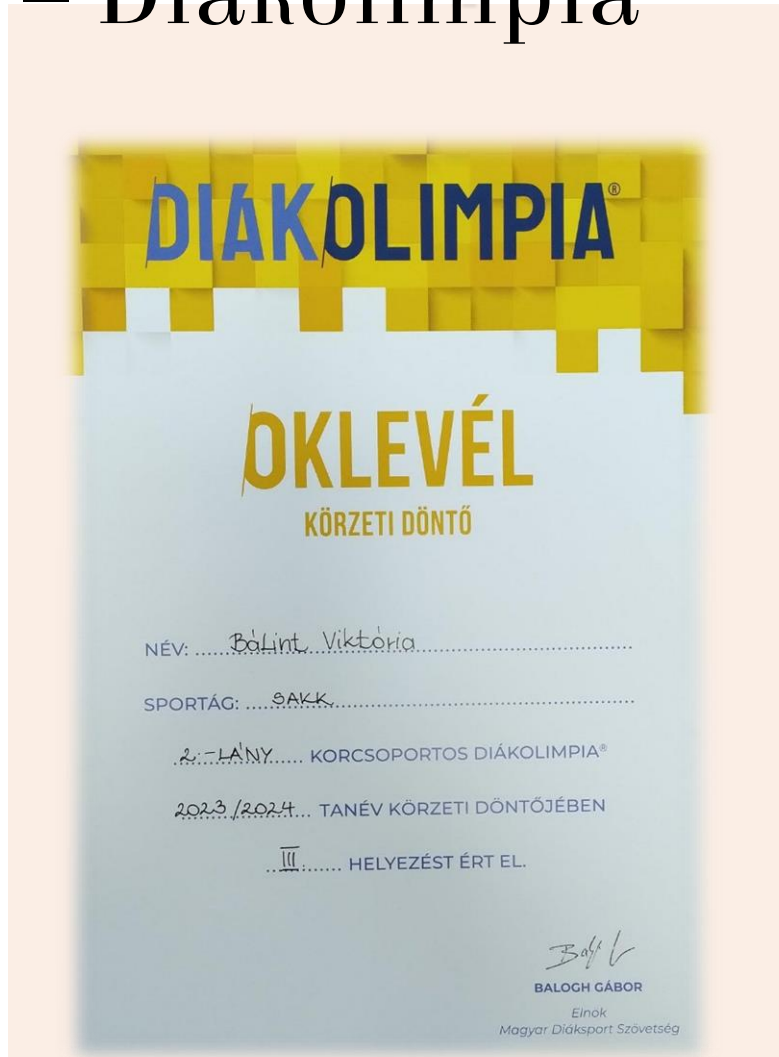 – Diákolimpia
DIÁKOLIMPIA®
OKLEVÉL
KÖRZETI DÖNTŐ
NÉV: Bálint Viktória
SPORTÁG: SAKK
2.-LÁNY KORCSOPORTOS DIÁKOLIMPIA®
2023/2024 TANÉV KÖRZETI DÖNTŐJÉBEN
III. HELYEZÉST ÉRT EL.
BALOGH GÁBOR
Elnök
Magyar Diáksport Szövetség